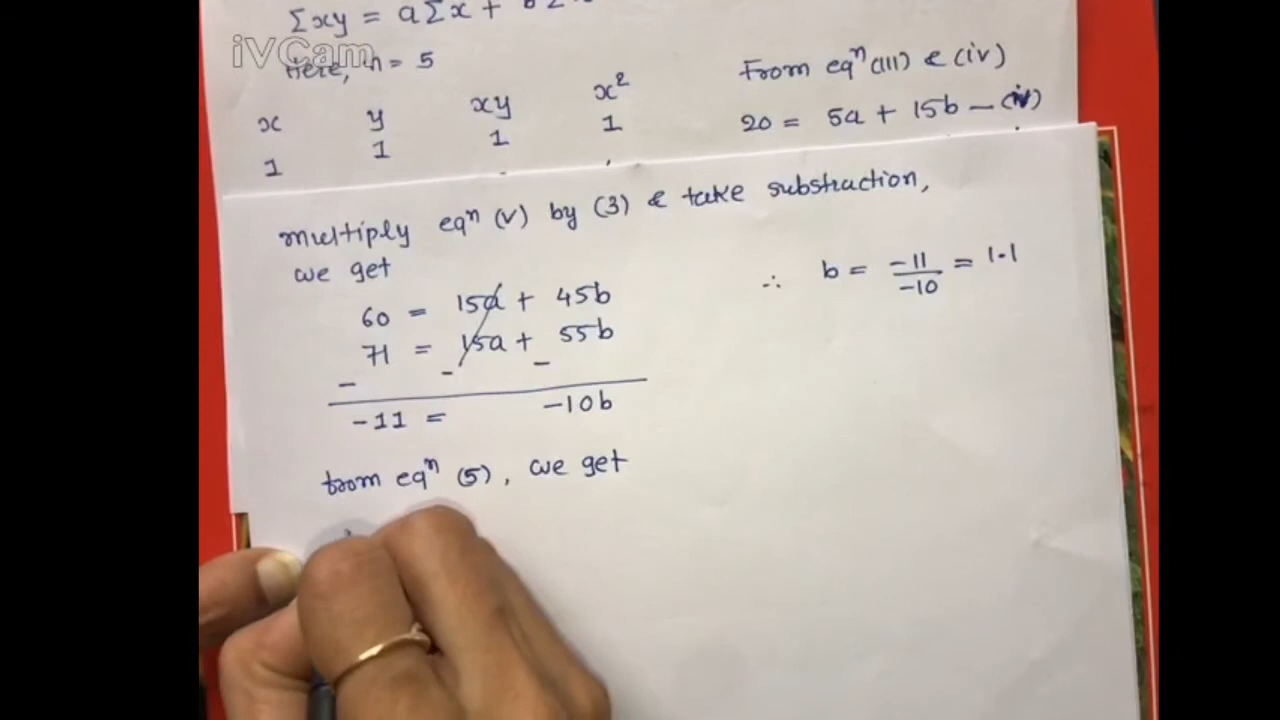 Σxy = aΣx +
iVCam
Here, n = 5
x y xy x²
1 1 1 1
From eqⁿ (III) & (iv)
20 = 5a + 15b —
multiply eqⁿ (v) by (3) & take substraction,
we get
60 = 15a + 45b
71 = 15a + 55b
- - -
-11 = -10b
∴ b = -11/-10 = 1.1
from eqⁿ (5), we get